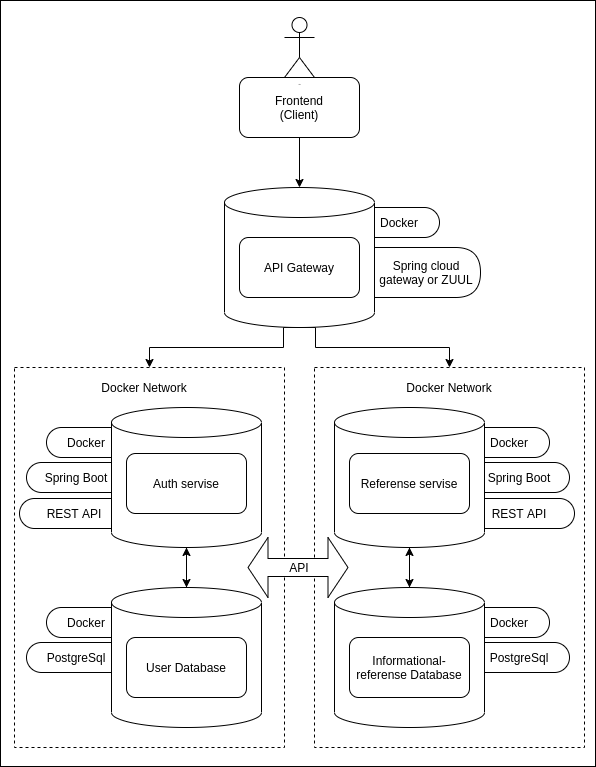 Frontend
(Client)
Docker
API Gateway
Spring cloud
gateway or ZUUL
Docker Network
Docker Network
Docker
Spring Boot
REST API
Auth servise
Referense servise
Docker
Spring Boot
REST API
API
Docker
PostgreSql
User Database
Informational-
referense Database
Docker
PostgreSql